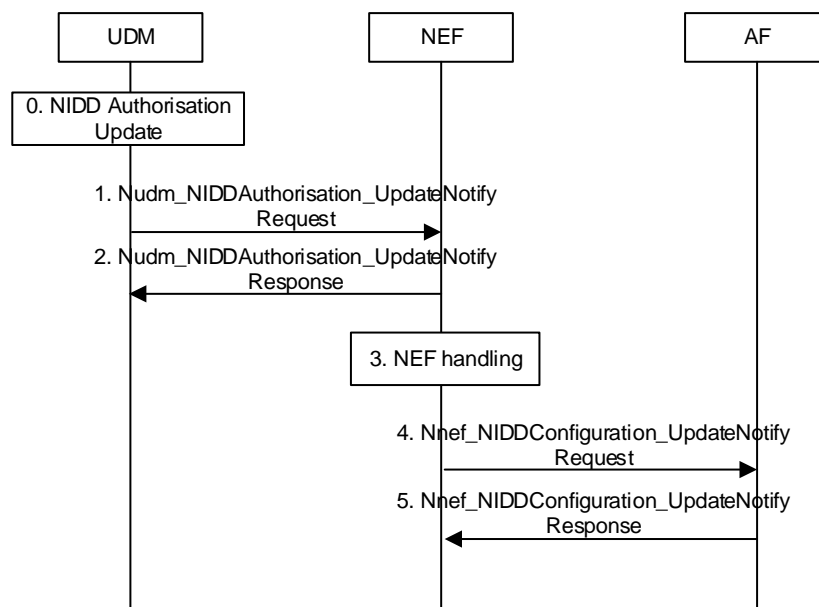 UDM
NEF
AF
0. NIDD Authorisation
Update
1. Nudm_NIDDAuthorisation_UpdateNotify
Request
2. Nudm_NIDDAuthorisation_UpdateNotify
Response
3. NEF handling
4. Nnef_NIDDConfiguration_UpdateNotify
Request
5. Nnef_NIDDConfiguration_UpdateNotify
Response